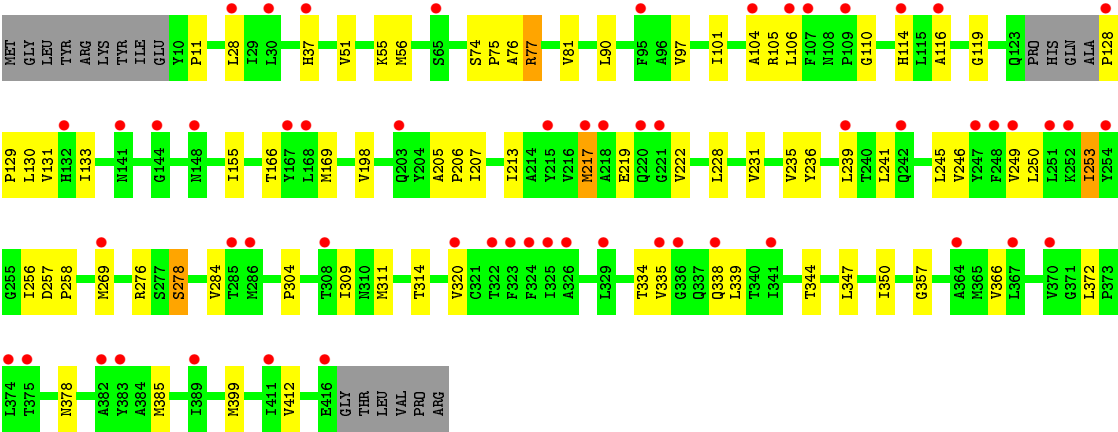 MET GLY LEU TYR ARG LYS TYR ILE GLU Y10 P11 L28 I29 L30 H37 V51 K55 M56 S65 S74 P75 A76 R77 V81 L90 F95 A96 V97 I101 A104 R105 L106 F107 N108 P109 G110 H114 L115 A116 G119 Q123 PRO HIS GLN ALA P128
P129 L130 V131 H132 I133 N141 G144 N148 I155 T166 Y167 L168 M169 V198 Q203 Y204 A205 P206 I207 I213 A214 Y215 V216 M217 A218 E219 Q220 G221 V222 L228 V231 V235 Y236 L239 T240 L241 Q242 L245 V246 Y247 F248 V249 L250 L251 K252 I253 Y254
G255 I256 D257 P258 M269 R276 S277 S278 V284 T285 M286 P304 T308 I309 N310 M311 T314 V320 C321 T322 F323 F324 I325 A326 L329 T334 V335 G336 Q337 Q338 L339 T340 I341 T344 L347 I350 G357 A364 M365 V366 L367 V370 G371 L372 P373
L374 T375 N378 A382 Y383 A384 M385 I389 M399 I411 V412 E416 GLY THR LEU VAL PRO ARG